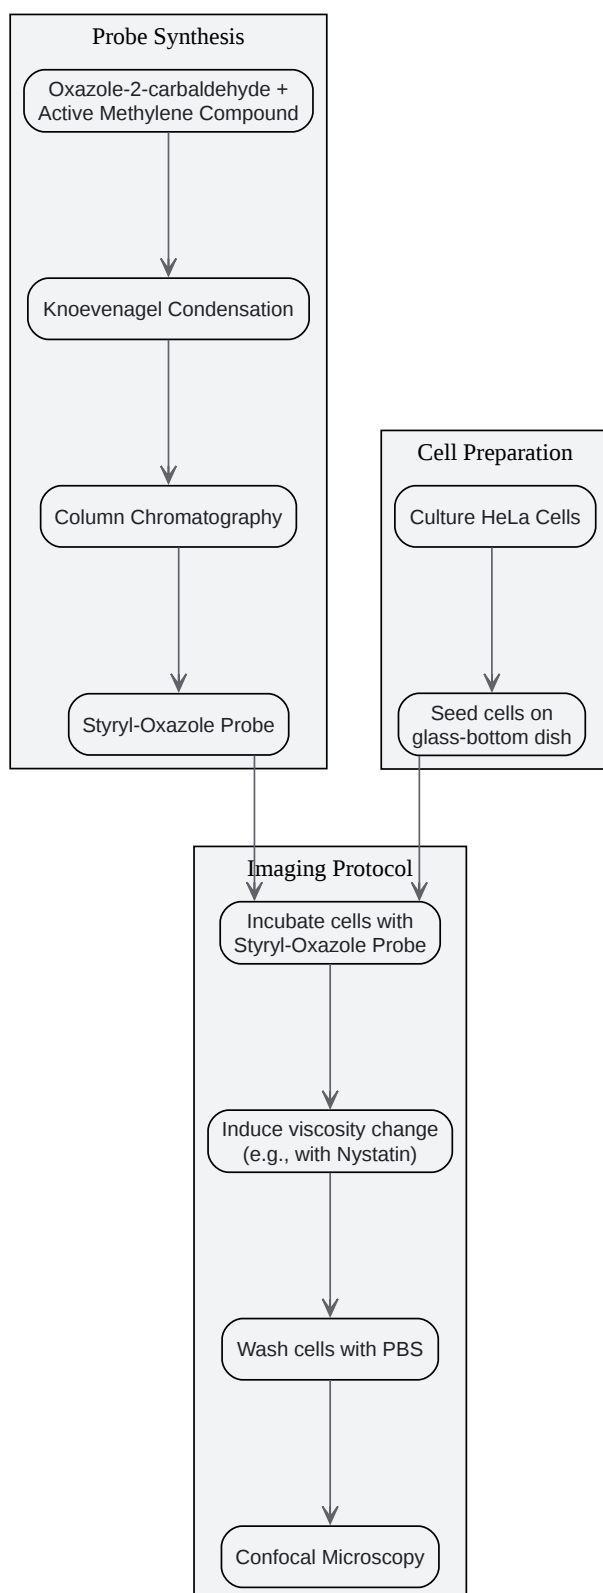 Probe Synthesis
Oxazole-2-carbaldehyde +
Active Methylene Compound
Knoevenagel Condensation
Column Chromatography
Styryl-Oxazole Probe
Cell Preparation
Culture HeLa Cells
Seed cells on
glass-bottom dish
Imaging Protocol
Incubate cells with
Styryl-Oxazole Probe
Induce viscosity change
(e.g., with Nystatin)
Wash cells with PBS
Confocal Microscopy